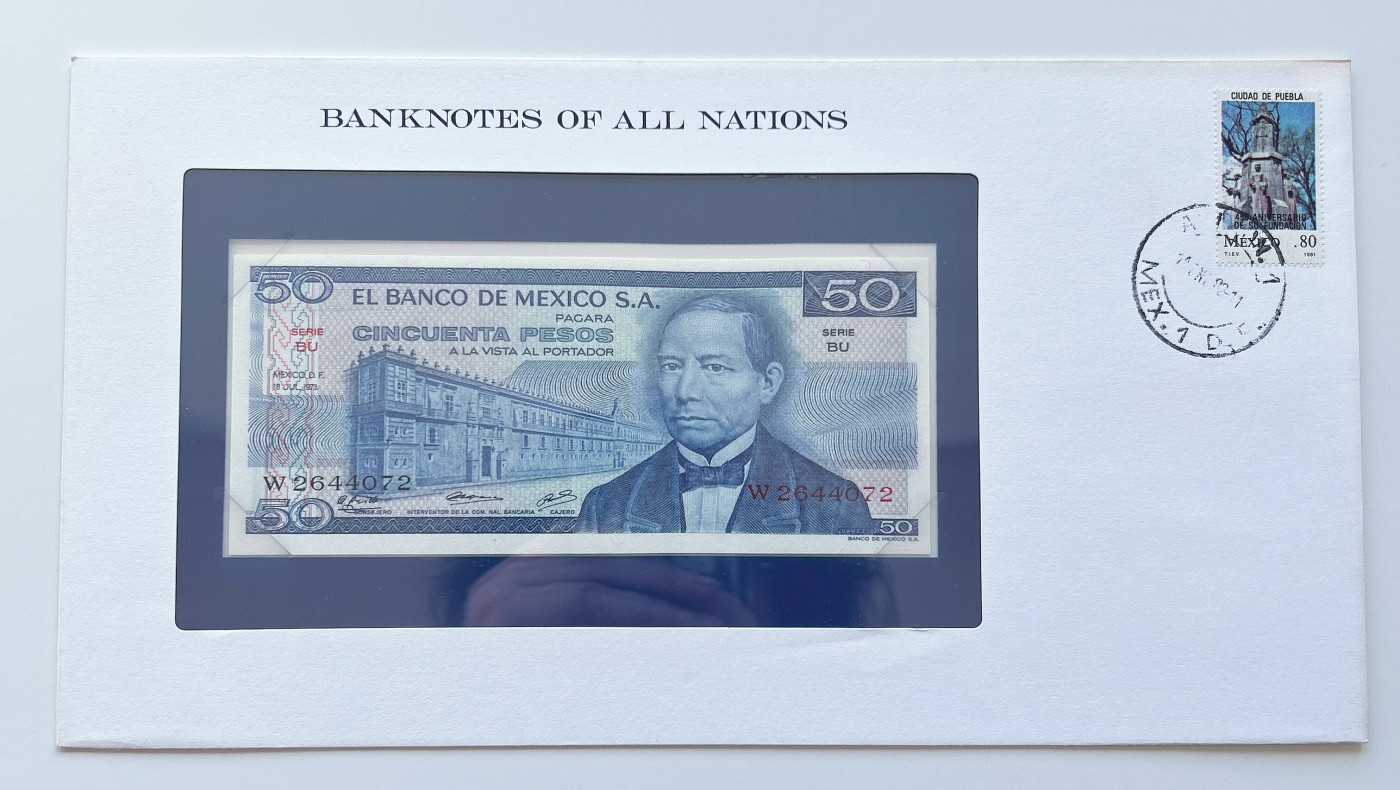 BANKNOTES OF ALL NATIONS
CIUDAD DE PUEBLA
450 ANIVERSARIO
DE SU FUNDACION
MÉXICO .80
T.I.E.V. 1981
MEX. 1 D.F.
50
EL BANCO DE MEXICO S.A.
50
PAGARA
CINCUENTA PESOS
A LA VISTA AL PORTADOR
SERIE
BU
SERIE
BU
MEXICO, D. F.
18 JUL. 1973.
W 2644072
W 2644072
CONSEJERO INTERVENTOR DE LA COM. NAL. BANCARIA CAJERO
50
50
BANCO DE MEXICO S.A.